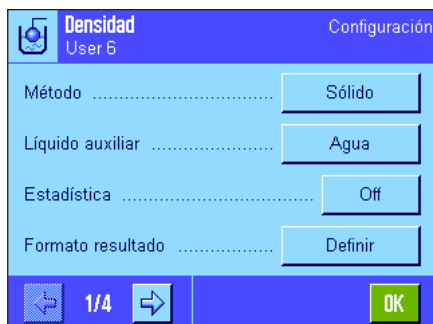 Densidad
Configuración
User 6
Método ................................. Sólido
Líquido auxiliar ...................... Agua
Estadística ...................................... Off
Formato resultado .................. Definir
1/4
OK